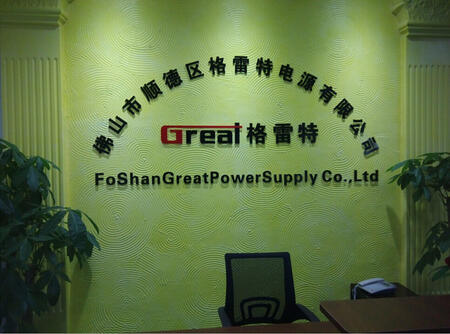 佛山市顺德区格雷特电源有限公司
Great格雷特
FoShanGreatPowerSupply Co.,Ltd